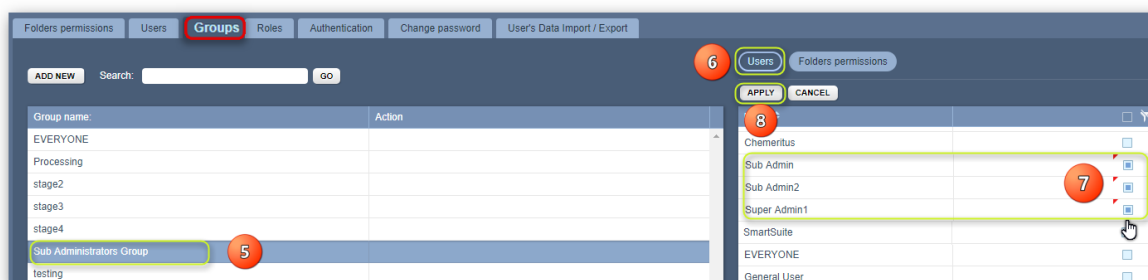 Folders permissions Users Groups Roles Authentication Change password User's Data Import / Export
6 Users Folders permissions
ADD NEW Search: GO
APPLY CANCEL
8
Group name: Action
EVERYONE
Processing
stage2
stage3
stage4
Sub Administrators Group 5
testing
Chemeritus
Sub Admin
Sub Admin2 7
Super Admin1
SmartSuite
EVERYONE
General User